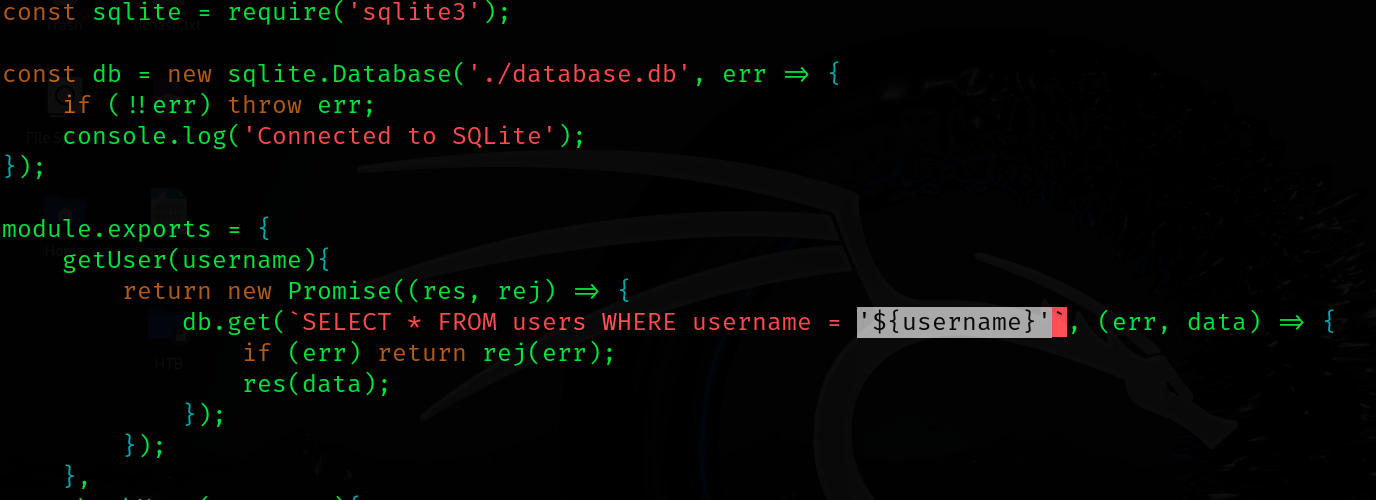 const sqlite = require('sqlite3');
const db = new sqlite.Database('./database.db', err => {
if (!!err) throw err;
console.log('Connected to SQLite');
});
module.exports = {
getUser(username){
return new Promise((res, rej) => {
db.get(`SELECT * FROM users WHERE username = '${username}'`, (err, data) => {
if (err) return rej(err);
res(data);
});
});
},
HTB